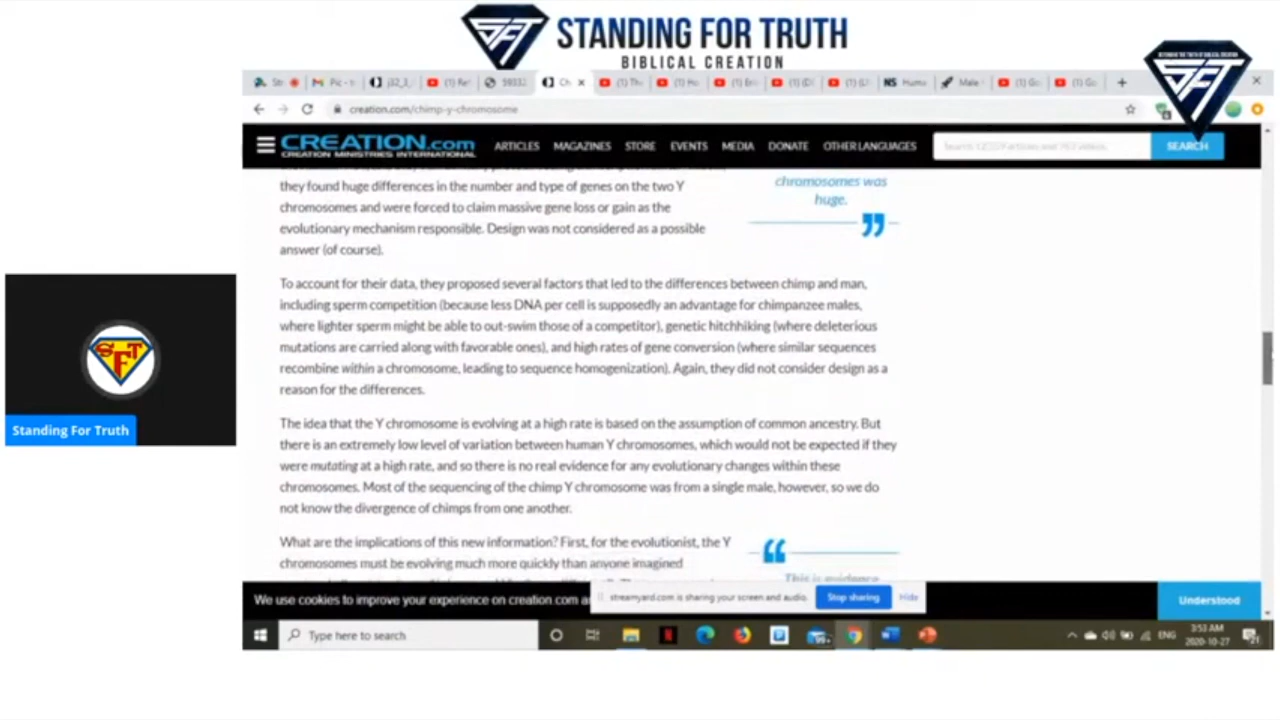 SFT
STANDING FOR TRUTH
BIBLICAL CREATION
SFT
creation.com/chimp-y-chromosome
CREATION.com
CREATION MINISTRIES INTERNATIONAL
ARTICLES MAGAZINES STORE EVENTS MEDIA DONATE OTHER LANGUAGES
SEARCH
they found huge differences in the number and type of genes on the two Y
chromosomes and were forced to claim massive gene loss or gain as the
evolutionary mechanism responsible. Design was not considered as a possible
answer (of course).
chromosomes was
huge.
”
To account for their data, they proposed several factors that led to the differences between chimp and man,
including sperm competition (because less DNA per cell is supposedly an advantage for chimpanzee males,
where lighter sperm might be able to out-swim those of a competitor), genetic hitchhiking (where deleterious
mutations are carried along with favorable ones), and high rates of gene conversion (where similar sequences
recombine within a chromosome, leading to sequence homogenization). Again, they did not consider design as a
reason for the differences.
The idea that the Y chromosome is evolving at a high rate is based on the assumption of common ancestry. But
there is an extremely low level of variation between human Y chromosomes, which would not be expected if they
were mutating at a high rate, and so there is no real evidence for any evolutionary changes within these
chromosomes. Most of the sequencing of the chimp Y chromosome was from a single male, however, so we do
not know the divergence of chimps from one another.
What are the implications of this new information? First, for the evolutionist, the Y
chromosomes must be evolving much more quickly than anyone imagined
“
This is evidence
SFT
Standing For Truth
We use cookies to improve your experience on creation.com
streamyard.com is sharing your screen and audio.
Stop sharing
Hide
Understood
Type here to search
ENG
3:53 AM
2020-10-27